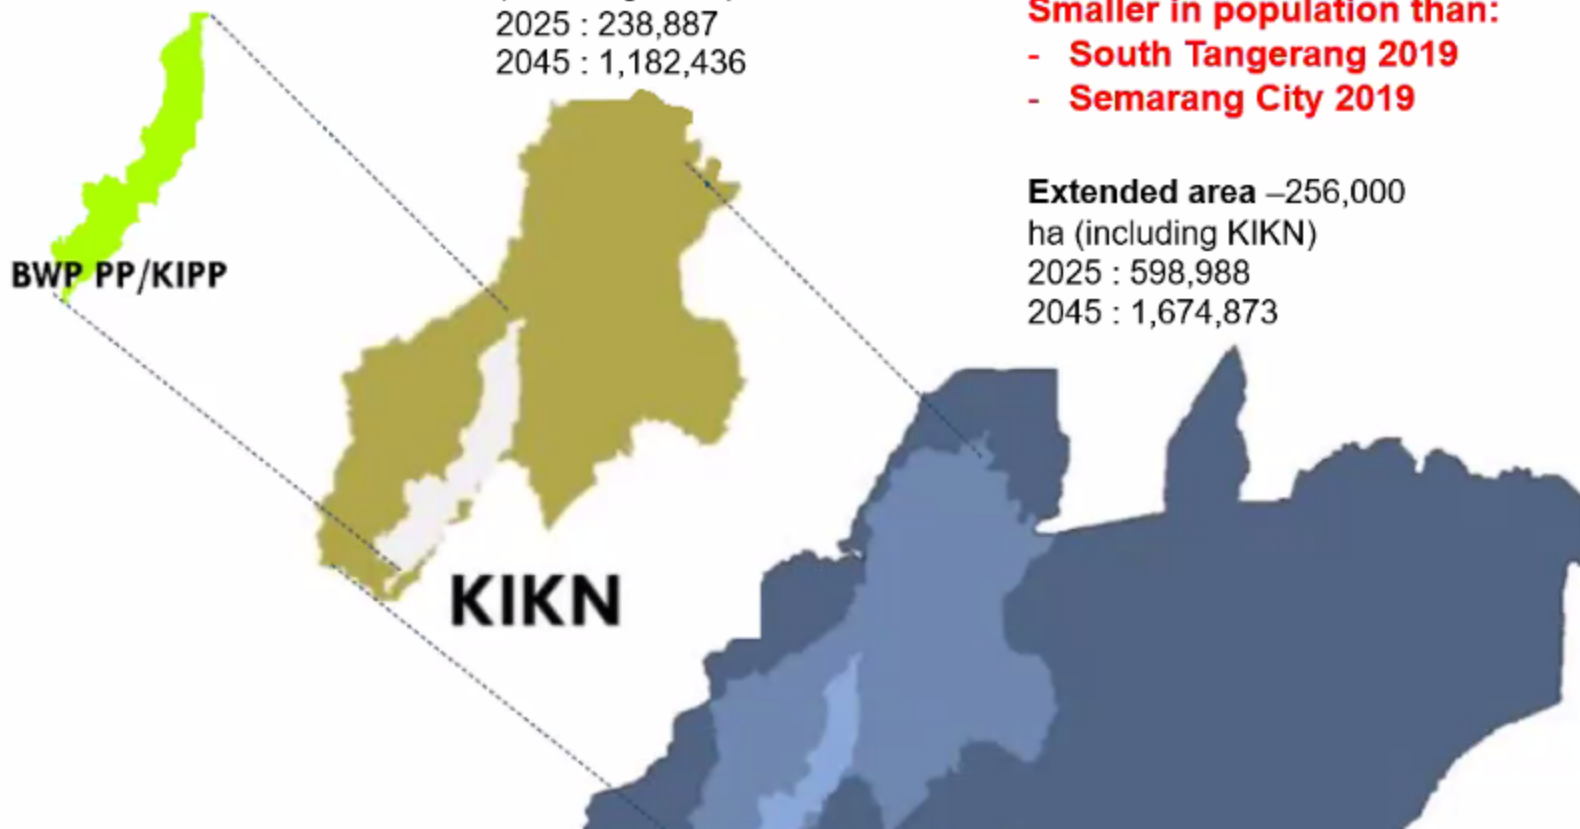 2025 : 238,887
2045 : 1,182,436
Smaller in population than:
- South Tangerang 2019
- Semarang City 2019
Extended area –256,000
ha (including KIKN)
2025 : 598,988
2045 : 1,674,873
BWP PP/KIPP
KIKN